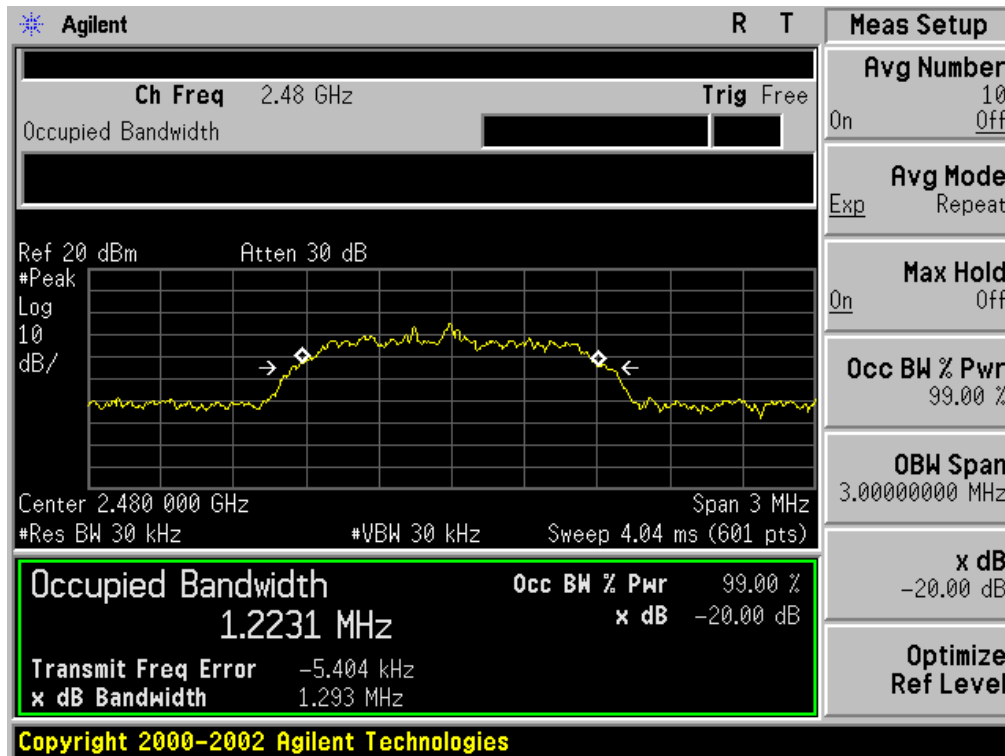 Agilent R T
Ch Freq 2.48 GHz Trig Free
Occupied Bandwidth
Ref 20 dBm Atten 30 dB
#Peak
Log
10
dB/
Center 2.480 000 GHz Span 3 MHz
#Res BW 30 kHz #VBW 30 kHz Sweep 4.04 ms (601 pts)
Occupied Bandwidth Occ BW % Pwr 99.00 %
1.2231 MHz x dB -20.00 dB
Transmit Freq Error -5.404 kHz
x dB Bandwidth 1.293 MHz
Copyright 2000-2002 Agilent Technologies
Meas Setup
Avg Number
10
On Off
Avg Mode
Exp Repeat
Max Hold
On Off
Occ BW % Pwr
99.00 %
OBW Span
3.00000000 MHz
x dB
-20.00 dB
Optimize
Ref Level